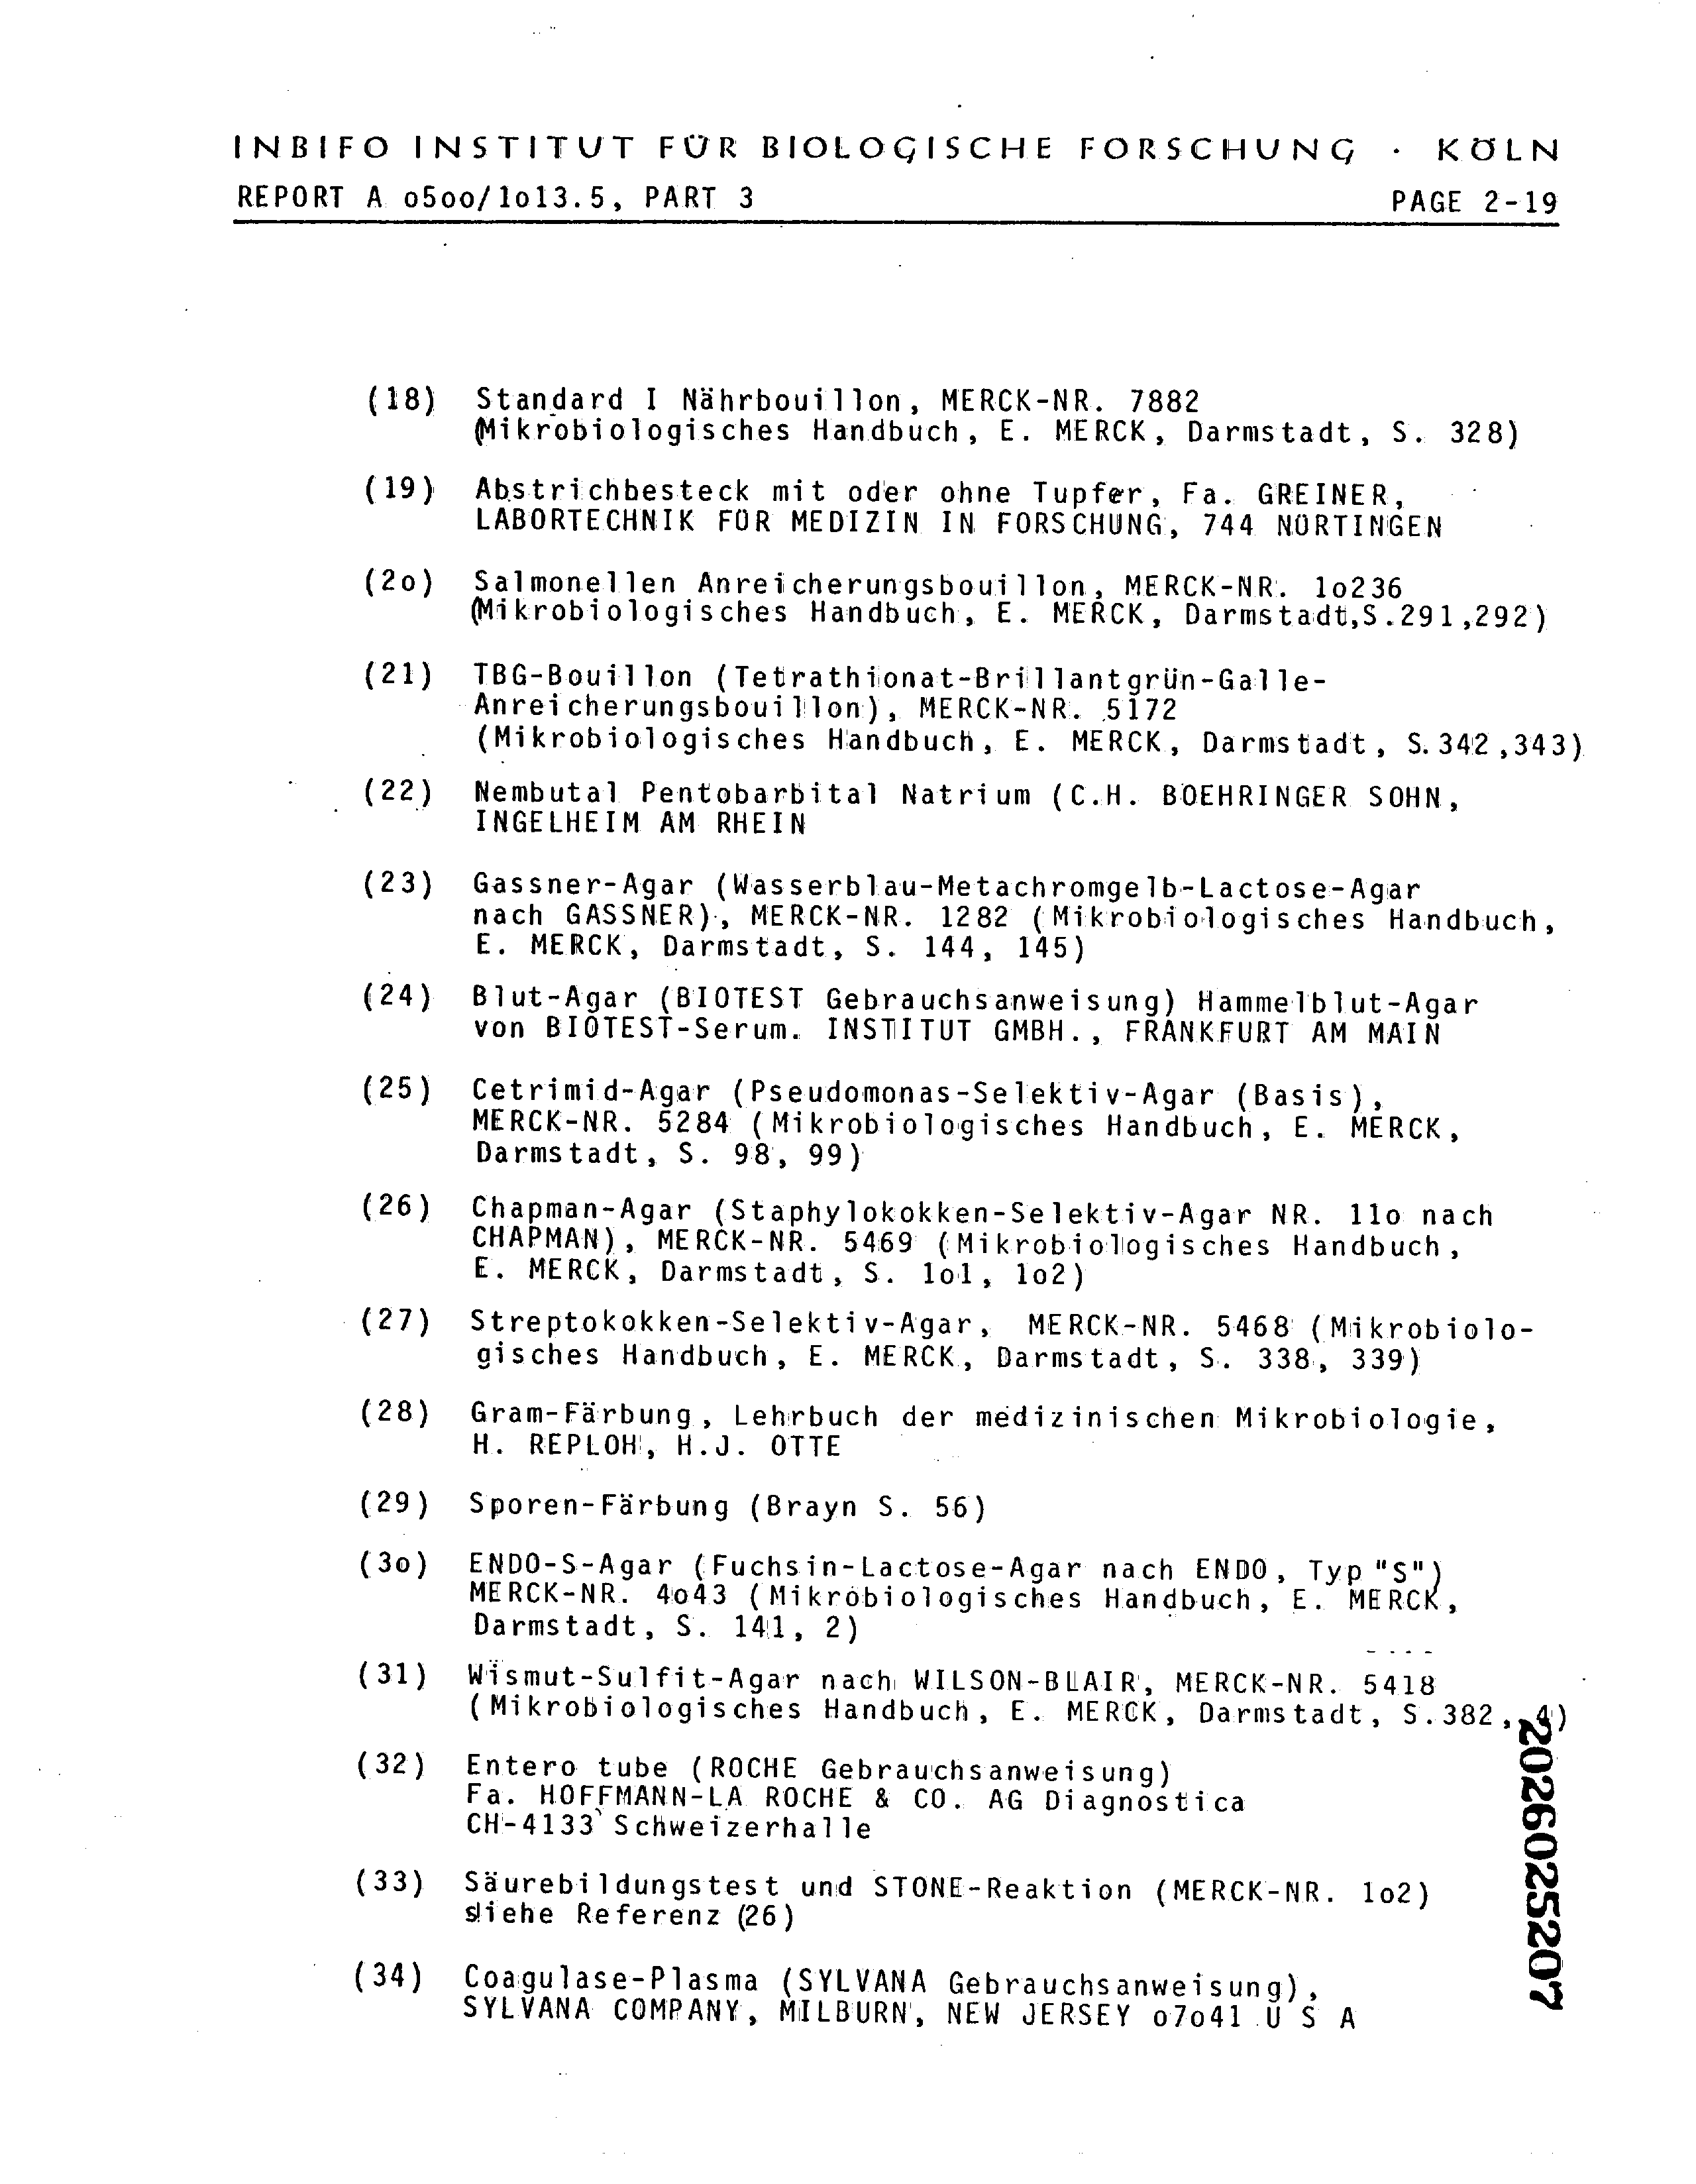 INBIFO INSTITUT FÜR BIOLOGISCHE FORSCHUNG · KÖLN
REPORT A o5oo/1o13.5, PART 3 PAGE 2-19
(18) Standard I Nährbouillon, MERCK-NR. 7882
(Mikrobiologisches Handbuch, E. MERCK, Darmstadt, S. 328)
(19) Abstrichbesteck mit oder ohne Tupfer, Fa. GREINER,
LABORTECHNIK FÜR MEDIZIN IN FORSCHUNG, 744 NÜRTINGEN
(2o) Salmonellen Anreicherungsbouillon, MERCK-NR. 1o236
(Mikrobiologisches Handbuch, E. MERCK, Darmstadt,S.291,292)
(21) TBG-Bouillon (Tetrathionat-Brillantgrün-Galle-
Anreicherungsbouillon), MERCK-NR. 5172
(Mikrobiologisches Handbuch, E. MERCK, Darmstadt, S.342,343)
(22) Nembutal Pentobarbital Natrium (C.H. BOEHRINGER SOHN,
INGELHEIM AM RHEIN
(23) Gassner-Agar (Wasserblau-Metachromgelb-Lactose-Agar
nach GASSNER), MERCK-NR. 1282 (Mikrobiologisches Handbuch,
E. MERCK, Darmstadt, S. 144, 145)
(24) Blut-Agar (BIOTEST Gebrauchsanweisung) Hammelblut-Agar
von BIOTEST-Serum. INSTITUT GMBH., FRANKFURT AM MAIN
(25) Cetrimid-Agar (Pseudomonas-Selektiv-Agar (Basis),
MERCK-NR. 5284 (Mikrobiologisches Handbuch, E. MERCK,
Darmstadt, S. 98, 99)
(26) Chapman-Agar (Staphylokokken-Selektiv-Agar NR. 11o nach
CHAPMAN), MERCK-NR. 5469 (Mikrobiologisches Handbuch,
E. MERCK, Darmstadt, S. 1o1, 1o2)
(27) Streptokokken-Selektiv-Agar, MERCK-NR. 5468 (Mikrobiolo-
gisches Handbuch, E. MERCK, Darmstadt, S. 338, 339)
(28) Gram-Färbung, Lehrbuch der medizinischen Mikrobiologie,
H. REPLOH, H.J. OTTE
(29) Sporen-Färbung (Brayn S. 56)
(3o) ENDO-S-Agar (Fuchsin-Lactose-Agar nach ENDO, Typ "S")
MERCK-NR. 4o43 (Mikrobiologisches Handbuch, E. MERCK,
Darmstadt, S. 141, 2)
(31) Wismut-Sulfit-Agar nach WILSON-BLAIR, MERCK-NR. 5418
(Mikrobiologisches Handbuch, E. MERCK, Darmstadt, S.382, 4)
(32) Entero tube (ROCHE Gebrauchsanweisung)
Fa. HOFFMANN-LA ROCHE & CO. AG Diagnostica
CH-4133 Schweizerhalle
(33) Säurebildungstest und STONE-Reaktion (MERCK-NR. 1o2)
siehe Referenz (26)
(34) Coagulase-Plasma (SYLVANA Gebrauchsanweisung),
SYLVANA COMPANY, MILBURN, NEW JERSEY o7o41 U S A
2026025207